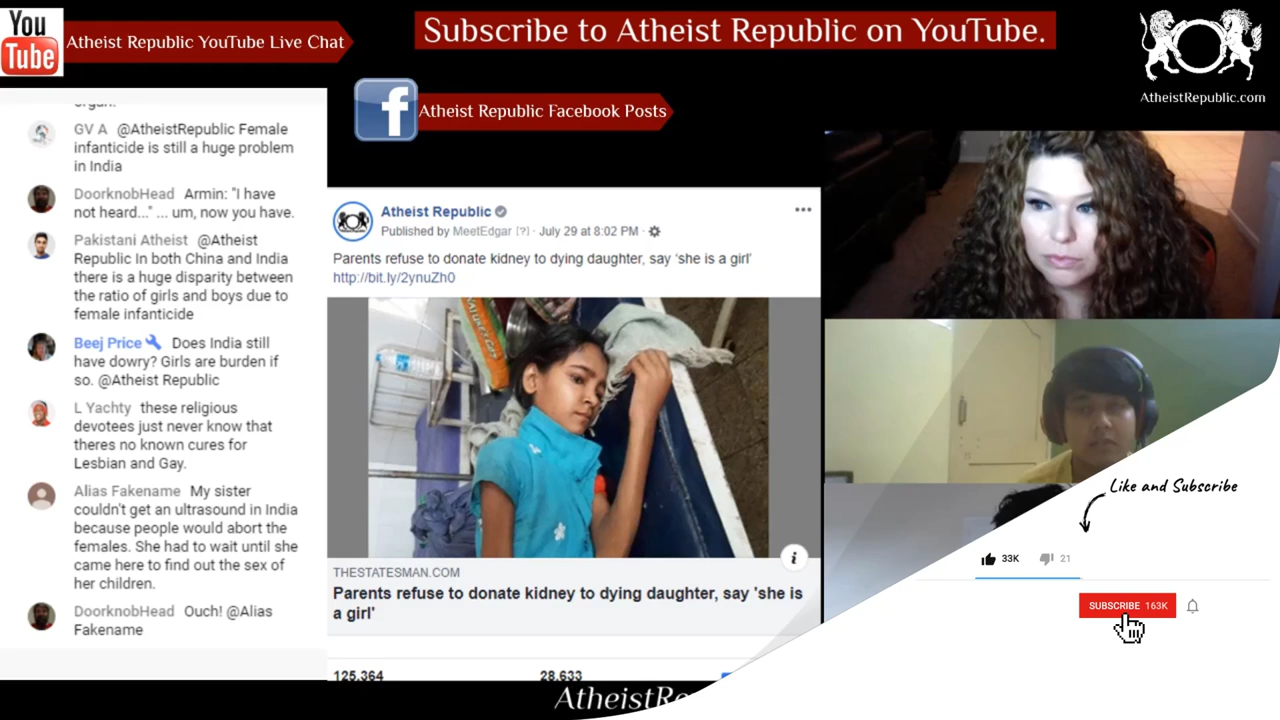 You
Tube
Atheist Republic YouTube Live Chat
Subscribe to Atheist Republic on YouTube.
AtheistRepublic.com
f
Atheist Republic Facebook Posts
organ.
GV A @AtheistRepublic Female
infanticide is still a huge problem
in India
DoorknobHead Armin: "I have
not heard..." ... um, now you have.
Pakistani Atheist @Atheist
Republic In both China and India
there is a huge disparity between
the ratio of girls and boys due to
female infanticide
Beej Price Does India still
have dowry? Girls are burden if
so. @Atheist Republic
L Yachty these religious
devotees just never know that
theres no known cures for
Lesbian and Gay.
Alias Fakename My sister
couldn't get an ultrasound in India
because people would abort the
females. She had to wait until she
came here to find out the sex of
her children.
DoorknobHead Ouch! @Alias
Fakename
Atheist Republic
Published by MeetEdgar [?] · July 29 at 8:02 PM ·
Parents refuse to donate kidney to dying daughter, say 'she is a girl'
http://bit.ly/2ynuZh0
THESTATESMAN.COM
Parents refuse to donate kidney to dying daughter, say 'she is
a girl'
125,364 28,633
Like and Subscribe
33K 21
SUBSCRIBE 163K
AtheistRe